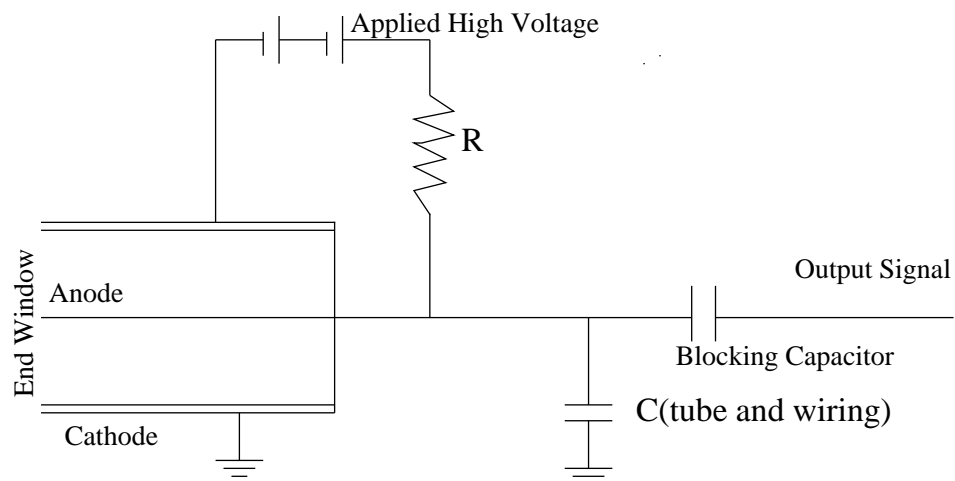 Applied High Voltage
R
End Window
Anode
Output Signal
Blocking Capacitor
C(tube and wiring)
Cathode